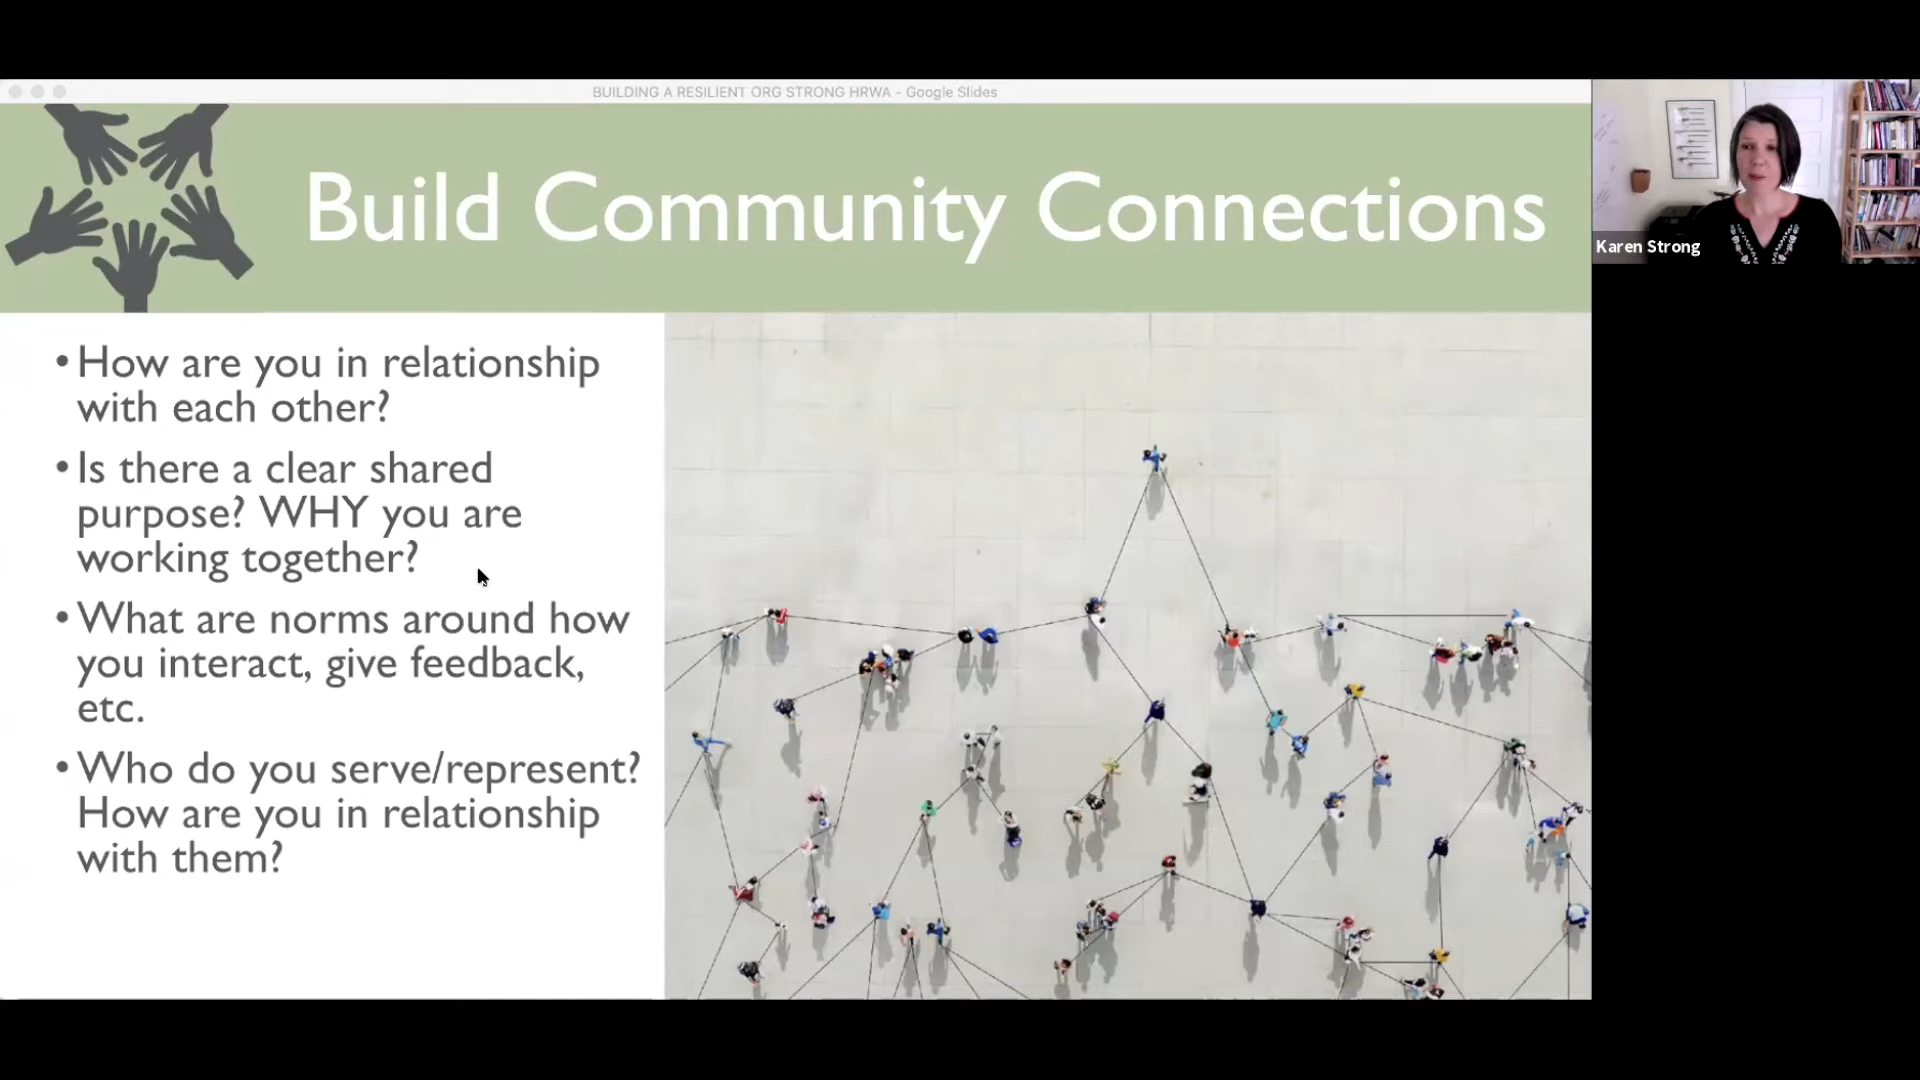 BUILDING A RESILIENT ORG STRONG HRWA - Google Slides
Build Community Connections
Karen Strong
• How are you in relationship
with each other?
• Is there a clear shared
purpose? WHY you are
working together?
• What are norms around how
you interact, give feedback,
etc.
• Who do you serve/represent?
How are you in relationship
with them?